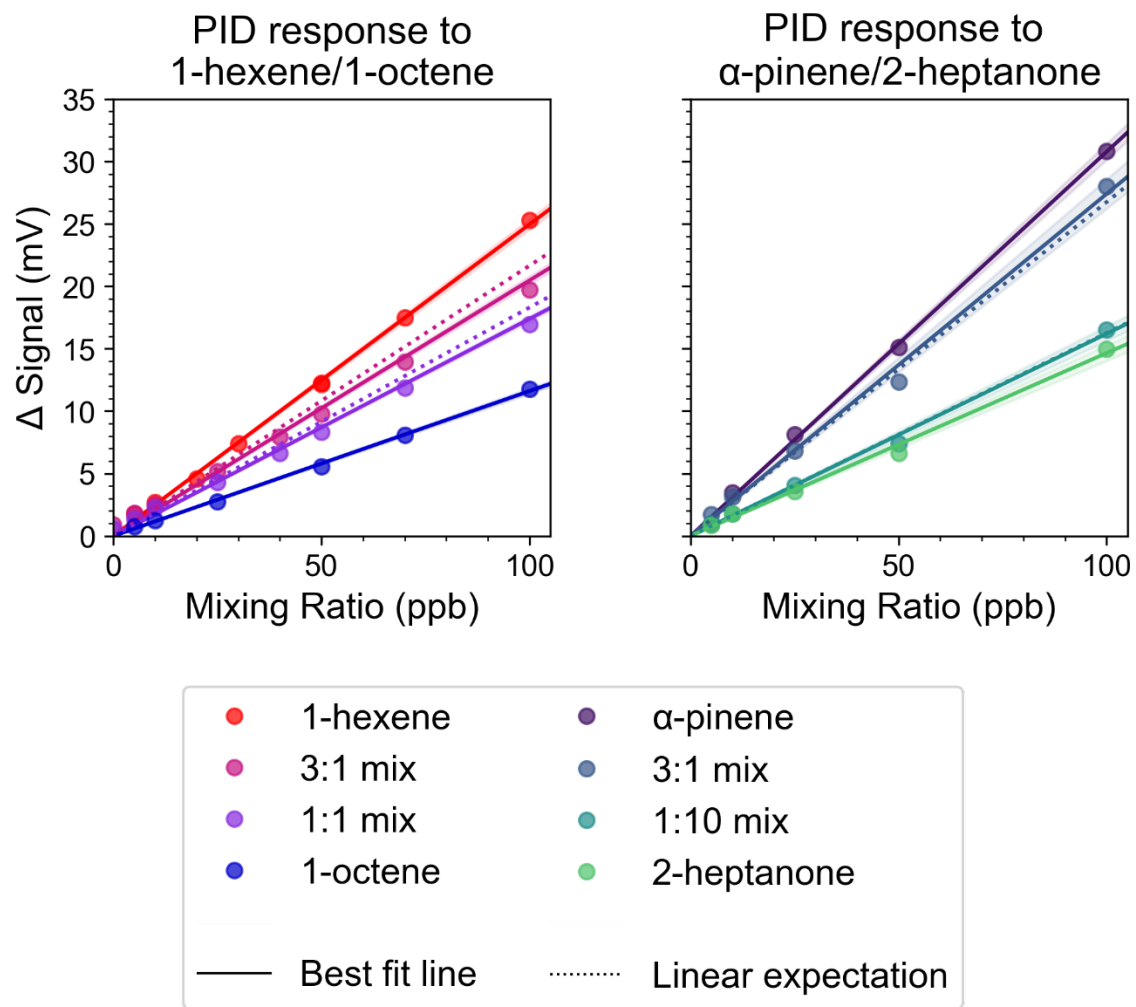 PID response to
1-hexene/1-octene
PID response to
α-pinene/2-heptanone
35
30
25
20
15
10
5
0
Δ Signal (mV)
0 50 100
Mixing Ratio (ppb)
0 50 100
Mixing Ratio (ppb)
1-hexene
3:1 mix
1:1 mix
1-octene
α-pinene
3:1 mix
1:10 mix
2-heptanone
Best fit line
Linear expectation